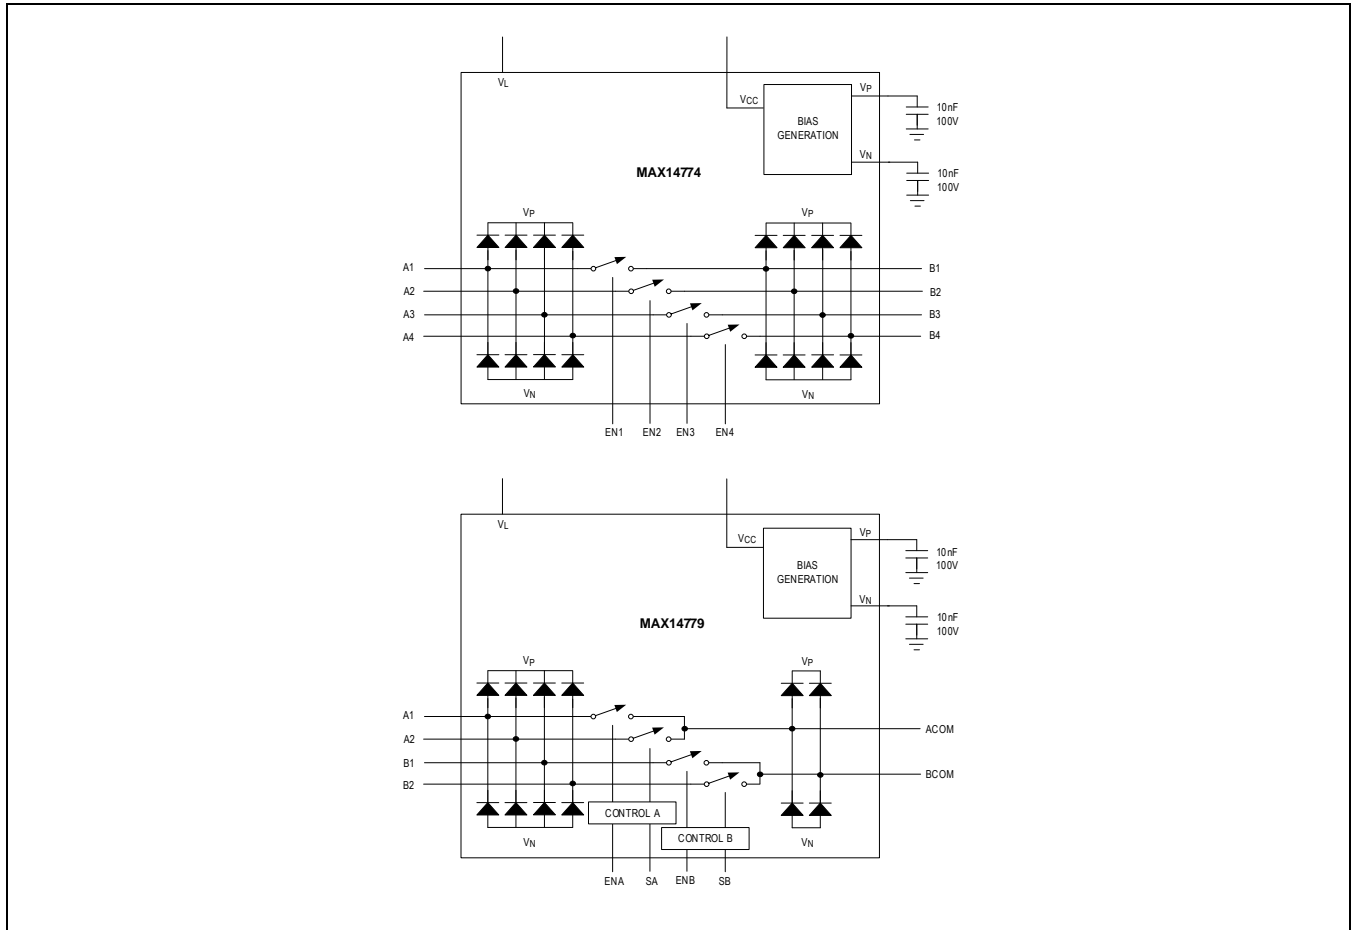 VL
VCC
BIAS
GENERATION
VP
10nF
100V
VN
10nF
100V
MAX14774
VP
VP
A1
A2
A3
A4
B1
B2
B3
B4
VN
VN
EN1 EN2 EN3 EN4
VL
VCC
BIAS
GENERATION
VP
10nF
100V
VN
10nF
100V
MAX14779
VP
VP
A1
A2
B1
B2
ACOM
BCOM
CONTROL A
CONTROL B
VN
VN
ENA SA ENB SB